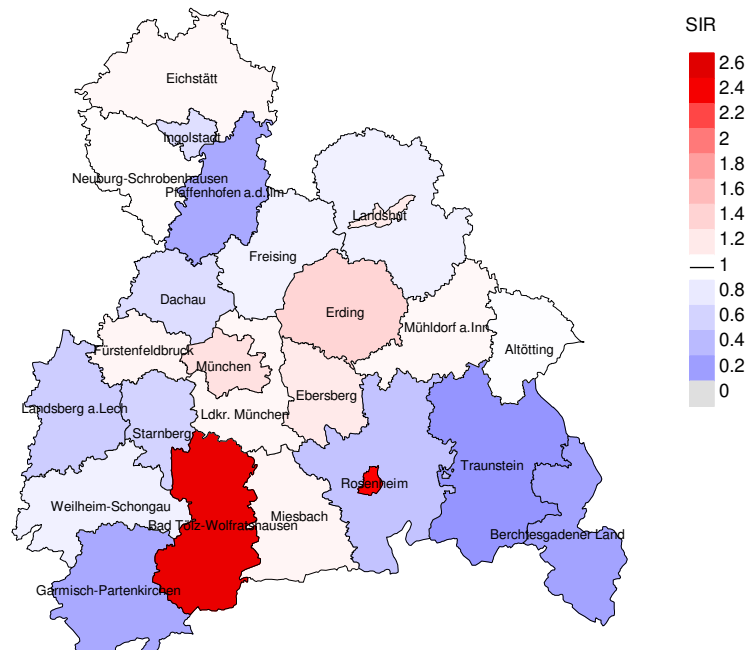 SIR
2.6
2.4
2.2
2
1.8
1.6
1.4
1.2
1
0.8
0.6
0.4
0.2
0
Eichstätt
Ingolstadt
Neuburg-Schrobenhausen
Pfaffenhofen a.d.Ilm
Landshut
Freising
Dachau
Erding
Mühldorf a.Inn
Altötting
Fürstenfeldbruck
München
Ebersberg
Landsberg a.Lech
Ldkr. München
Starnberg
Traunstein
Rosenheim
Weilheim-Schongau
Miesbach
Bad Tölz-Wolfratshausen
Berchtesgadener Land
Garmisch-Partenkirchen